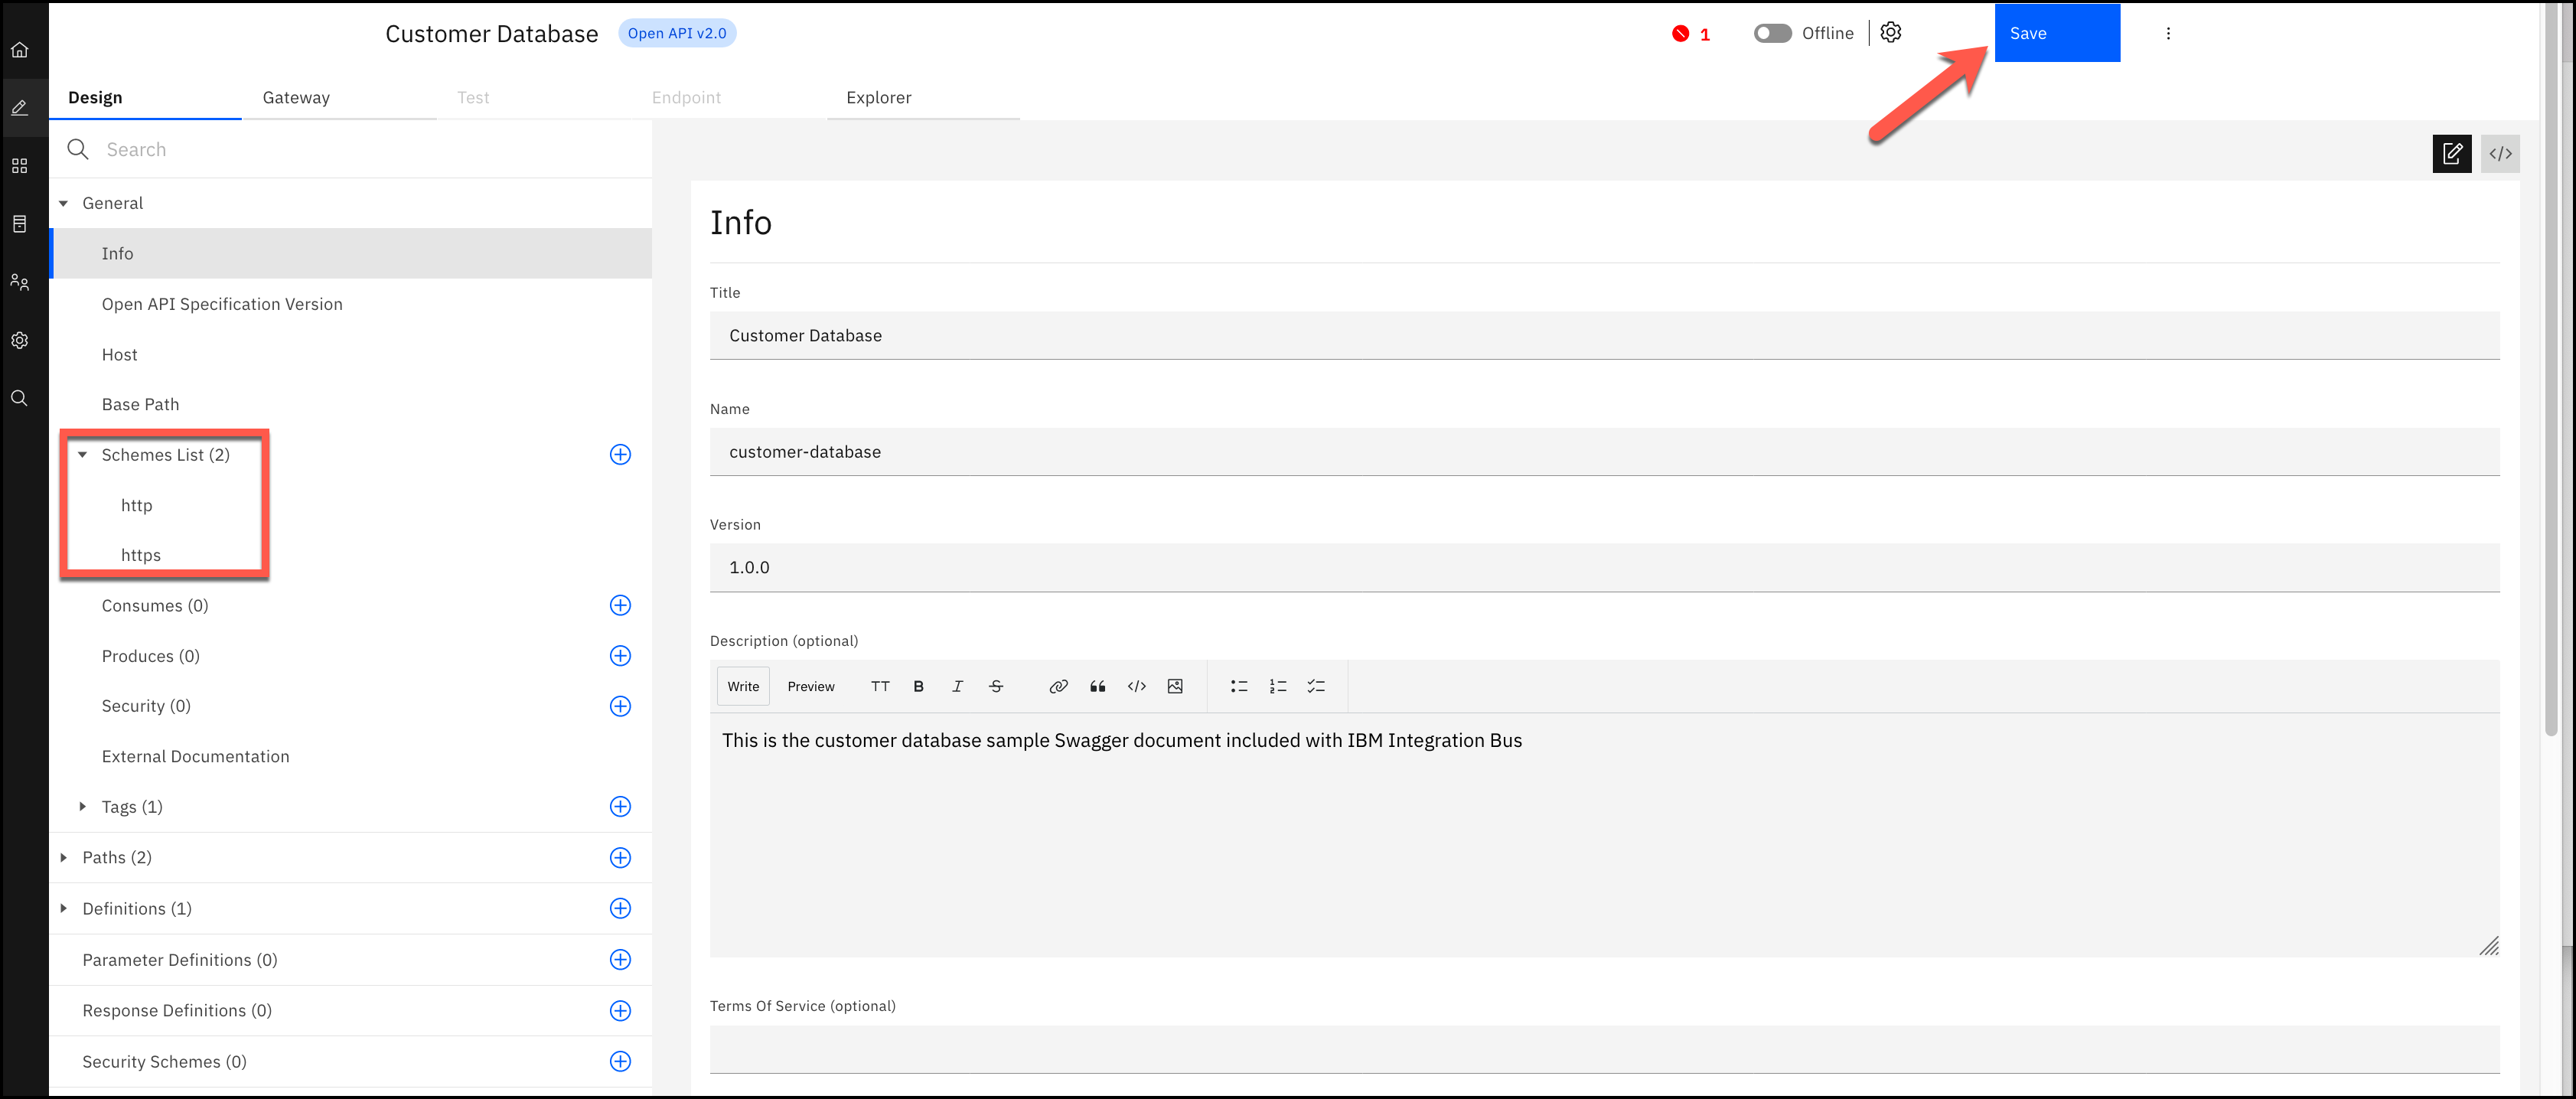 Customer Database
Open API v2.0
1
Offline
Save
Design
Gateway
Test
Endpoint
Explorer
Search
General
Info
Open API Specification Version
Host
Base Path
Schemes List (2)
http
https
Consumes (0)
Produces (0)
Security (0)
External Documentation
Tags (1)
Paths (2)
Definitions (1)
Parameter Definitions (0)
Response Definitions (0)
Security Schemes (0)
Info
Title
Customer Database
Name
customer-database
Version
1.0.0
Description (optional)
Write
Preview
TT
B
I
S
This is the customer database sample Swagger document included with IBM Integration Bus
Terms Of Service (optional)